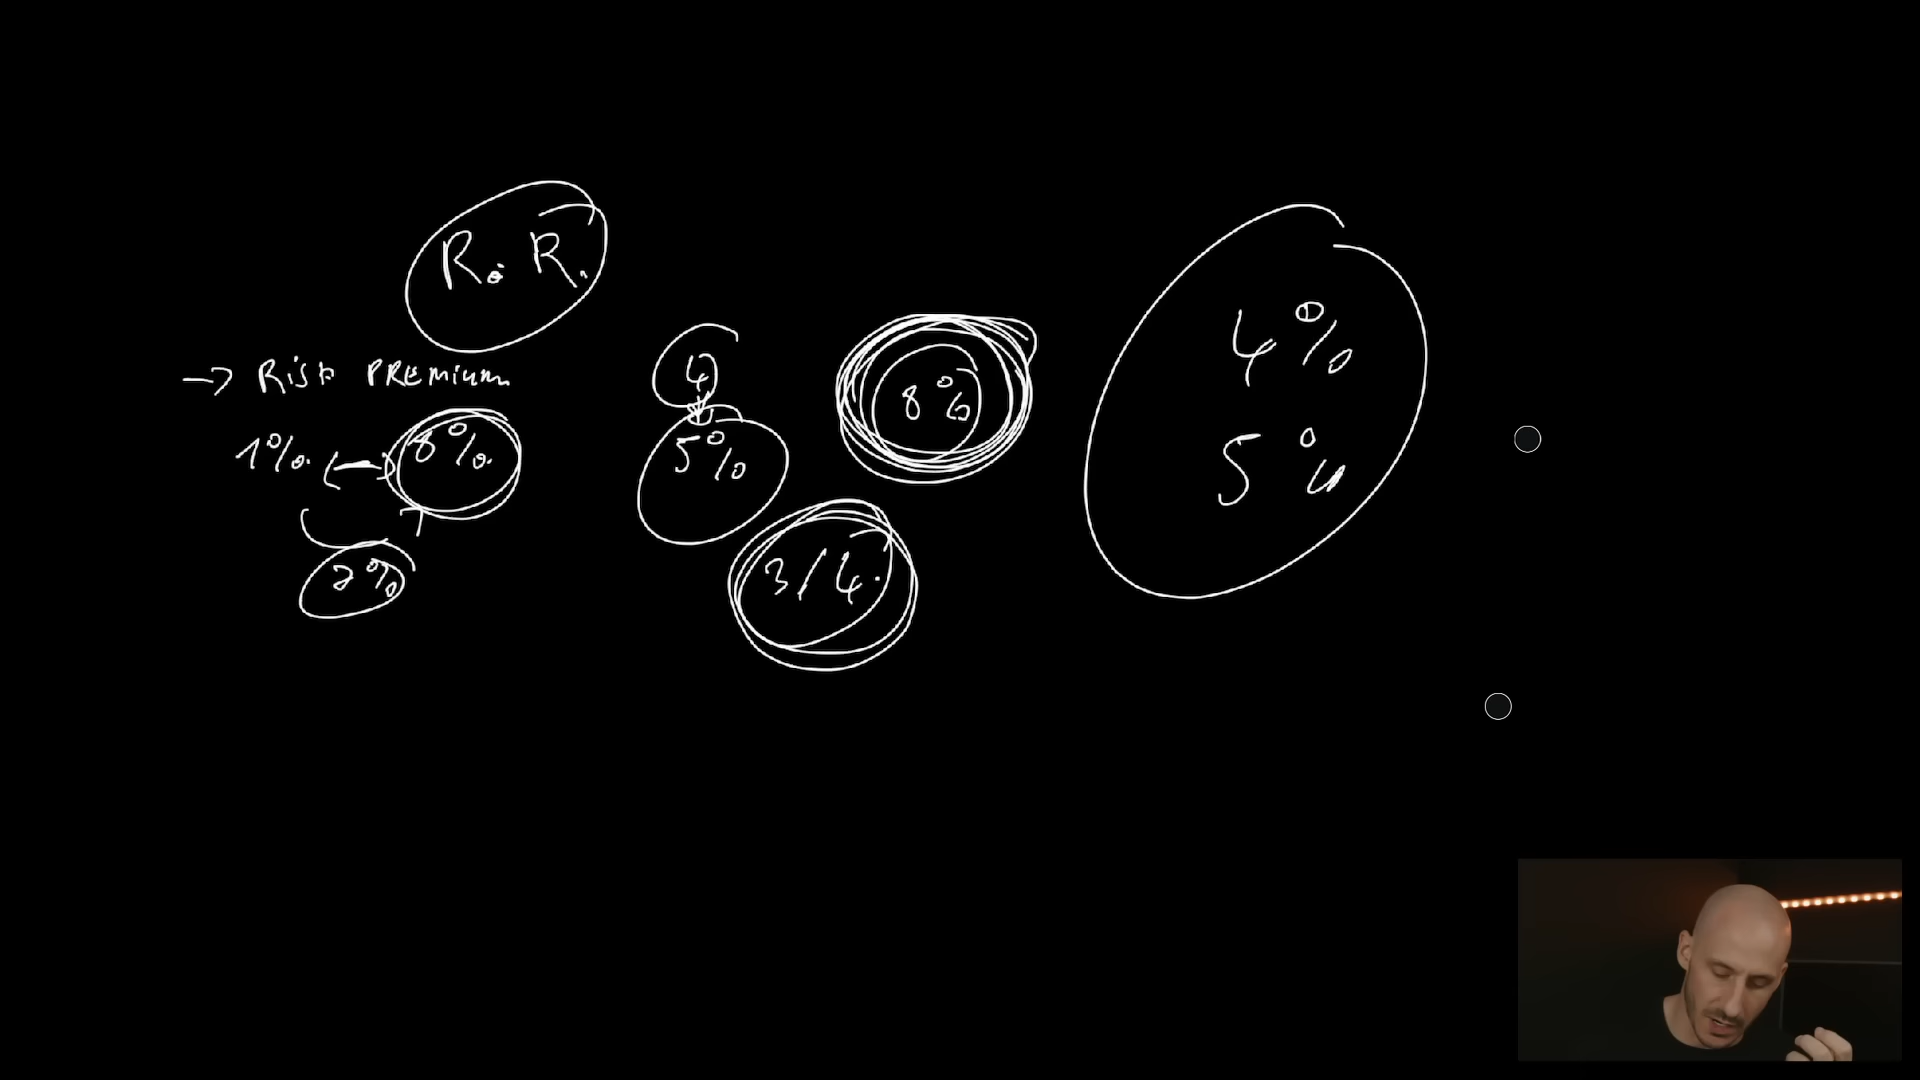 R. R.
→ Risk PREMIUM
1% ↔ 8%
2%
4
5%
8%
3/4.
4%
5%